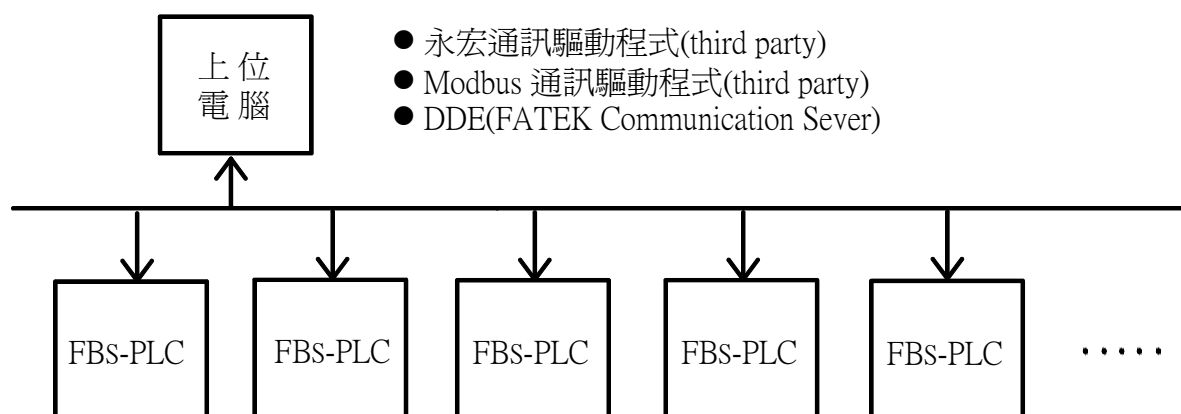 上位
電腦
● 永宏通訊驅動程式(third party)
● Modbus 通訊驅動程式(third party)
● DDE(FATEK Communication Sever)
FBs-PLC
FBs-PLC
FBs-PLC
FBs-PLC
FBs-PLC
·····